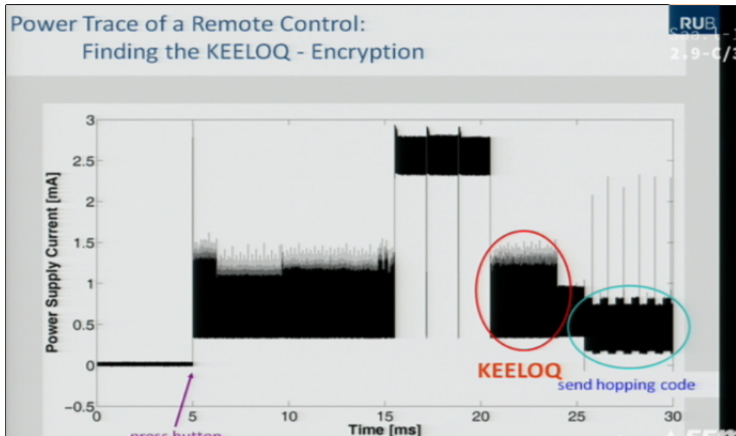 Power Trace of a Remote Control:
Finding the KEELOQ - Encryption
RUB
Power Supply Current [mA]
3
2.5
2
1.5
1
0.5
0
−0.5
0
5
10
15
20
25
30
Time [ms]
KEELOQ
send hopping code
press button